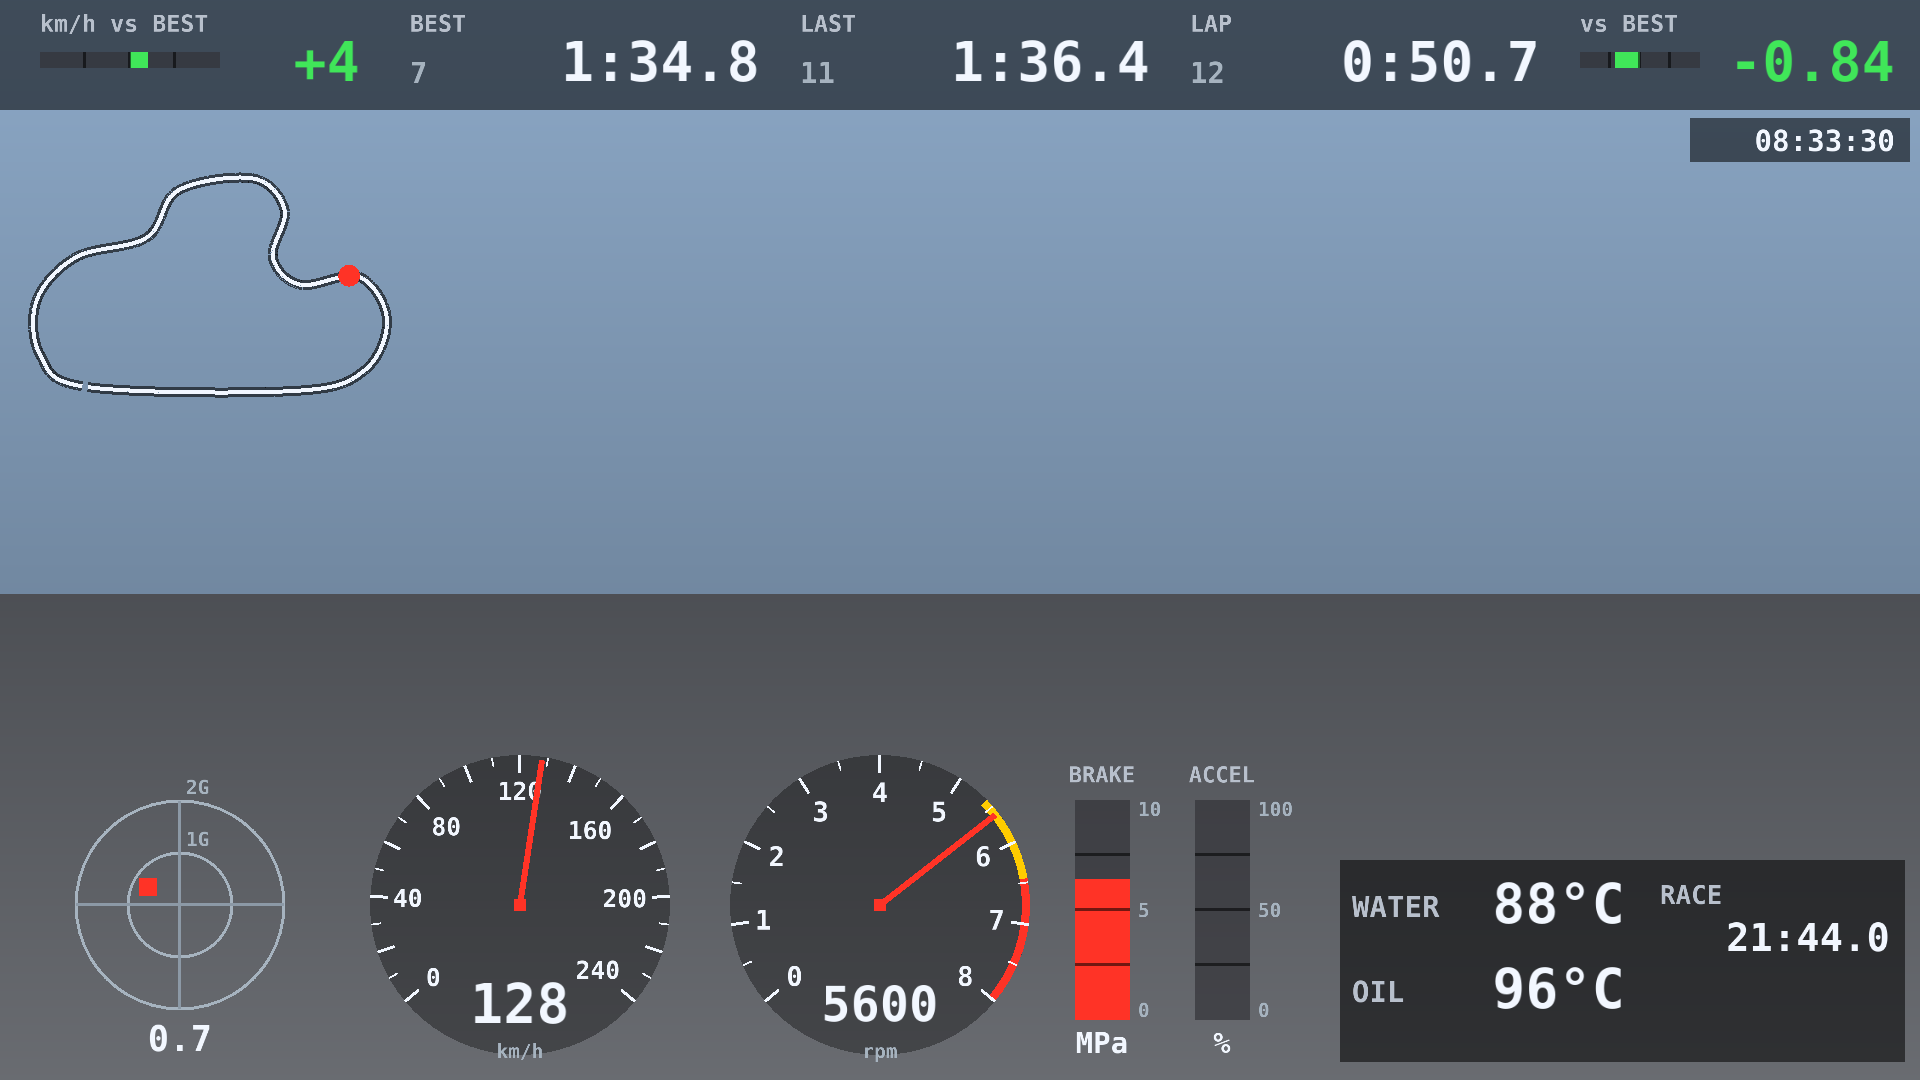 km/h vs BEST +4
BEST 7 1:34.8
LAST 11 1:36.4
LAP 12 0:50.7
vs BEST -0.84
08:33:30
2G
1G
0.7
0 40 80 120 160 200 240
128
km/h
0 1 2 3 4 5 6 7 8
5600
rpm
BRAKE
10
5
0
MPa
ACCEL
100
50
0
%
WATER 88°C
OIL 96°C
RACE
21:44.0